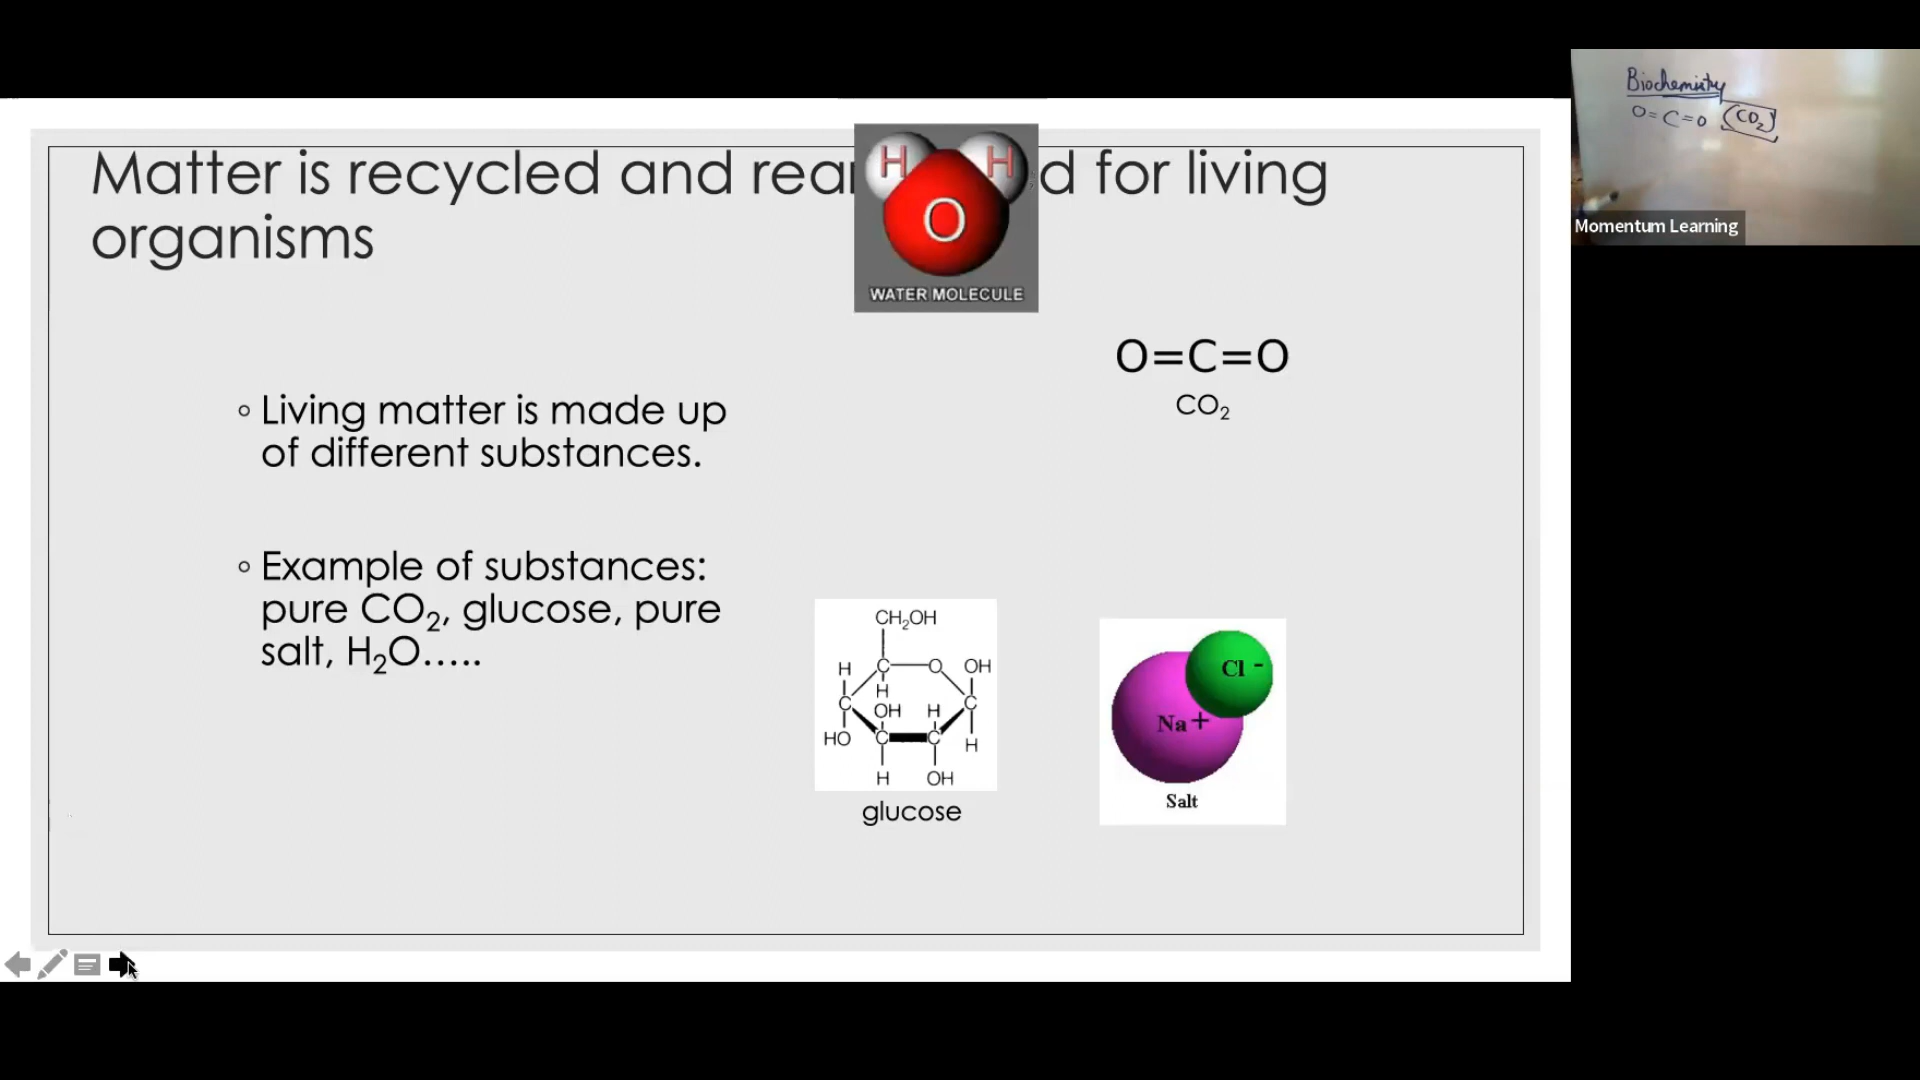 Matter is recycled and rear d for living
organisms
H H
O
WATER MOLECULE
O=C=O
CO₂
◦ Living matter is made up
of different substances.
◦ Example of substances:
pure CO₂, glucose, pure
salt, H₂O.....
CH₂OH
H C O OH
H
C OH H C
HO C C H
H OH
glucose
Cl -
Na +
Salt
Biochemistry
O=C=O (CO₂)
Momentum Learning